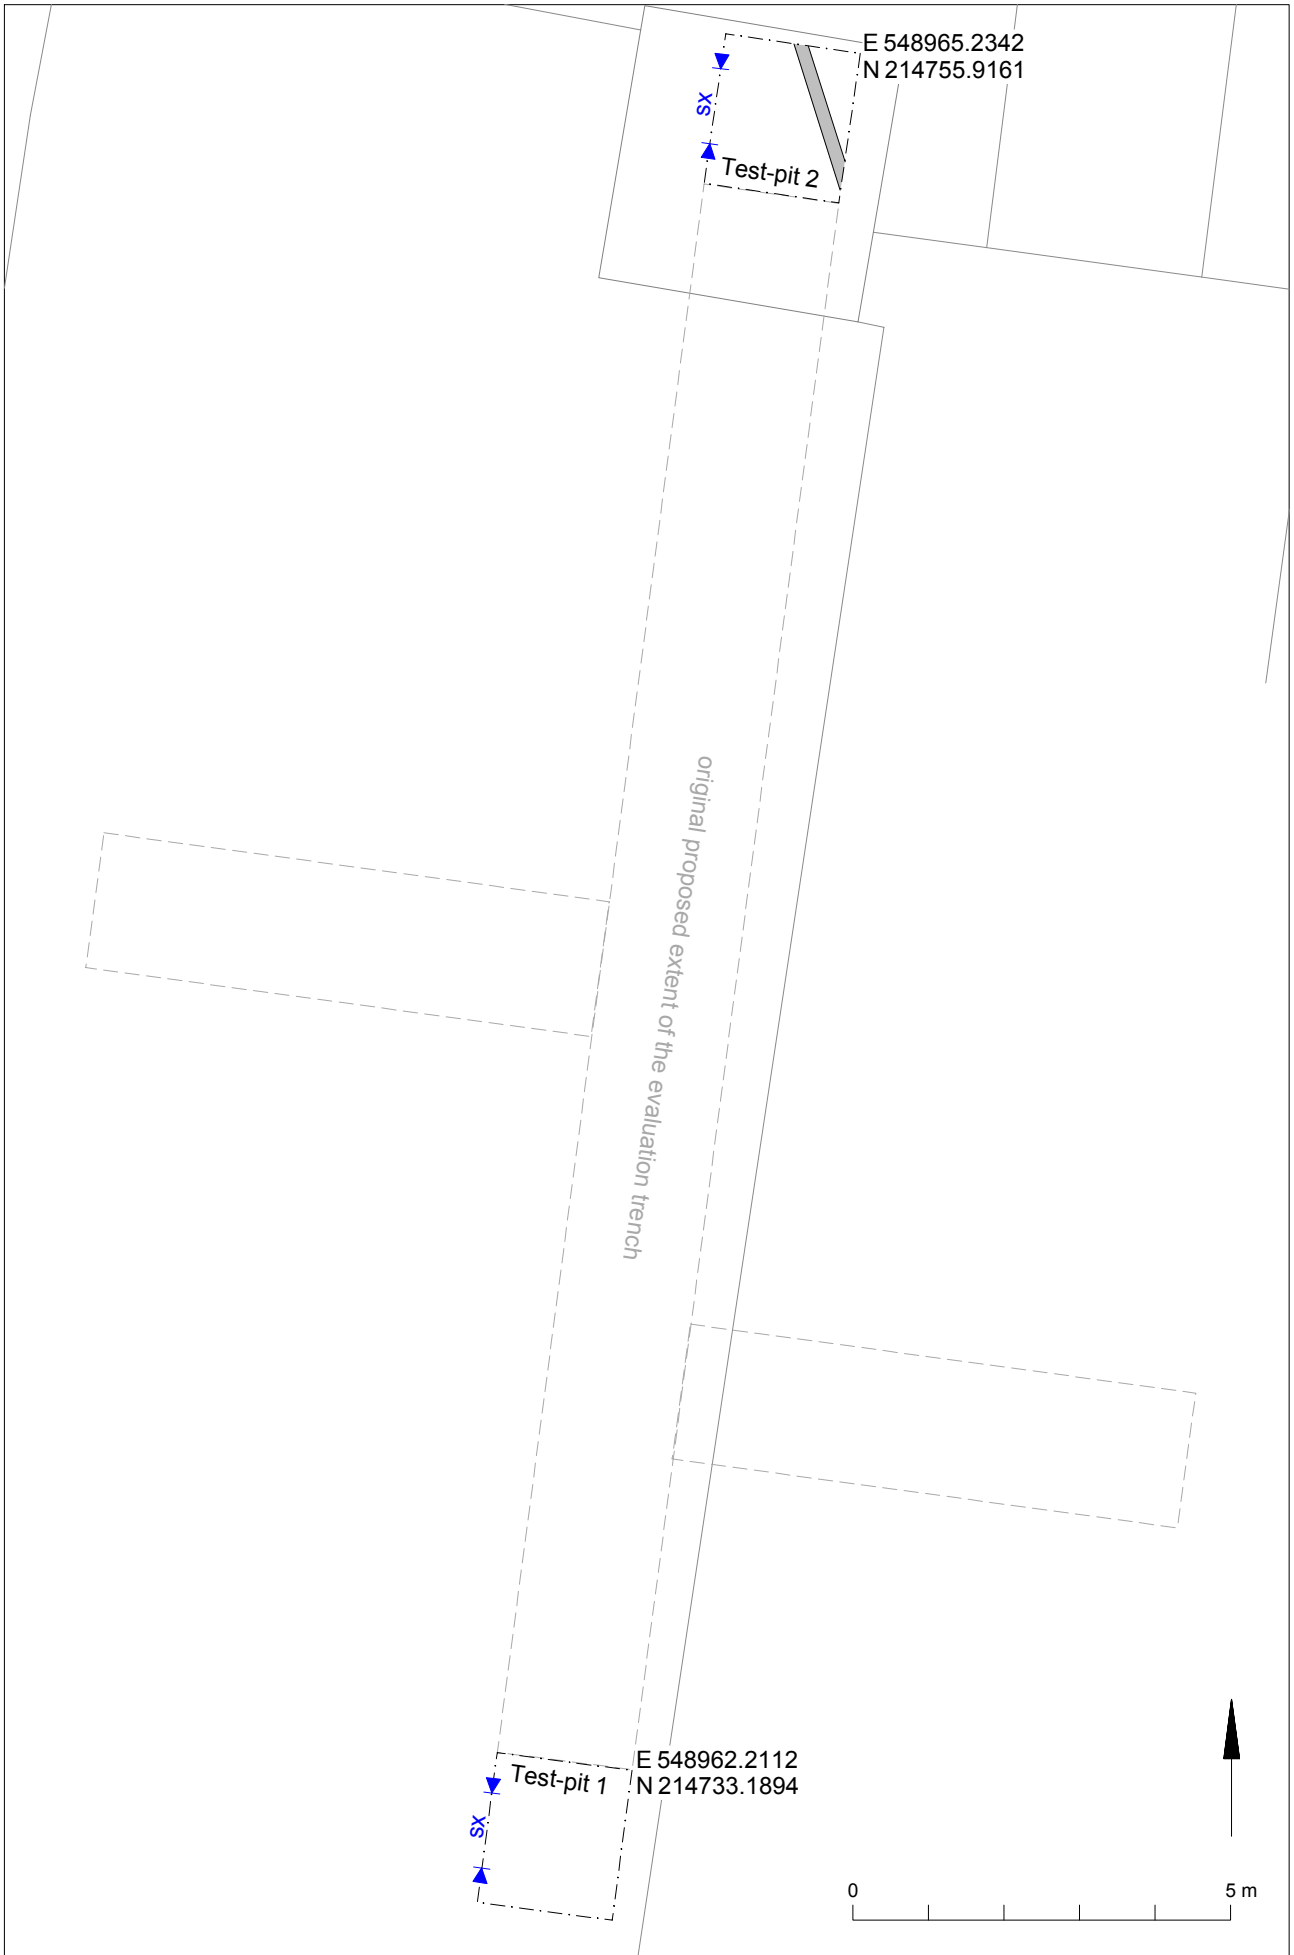 E 548965.2342
N 214755.9161
sx
Test-pit 2
original proposed extent of the evaluation trench
E 548962.2112
N 214733.1894
Test-pit 1
sx
0
5 m